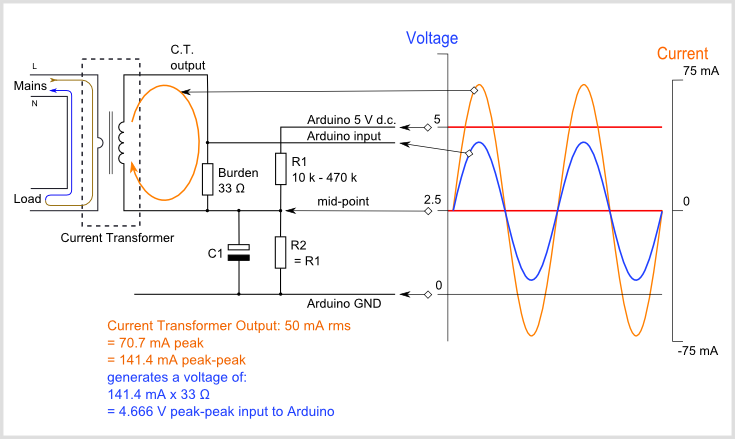 Voltage
Current
C.T.
output
L
Mains
N
Load
Current Transformer
Burden
33 Ω
C1
R1
10 k - 470 k
R2
= R1
Arduino 5 V d.c.
Arduino input
mid-point
Arduino GND
5
2.5
0
75 mA
0
-75 mA
Current Transformer Output: 50 mA rms
= 70.7 mA peak
= 141.4 mA peak-peak
generates a voltage of:
141.4 mA x 33 Ω
= 4.666 V peak-peak input to Arduino